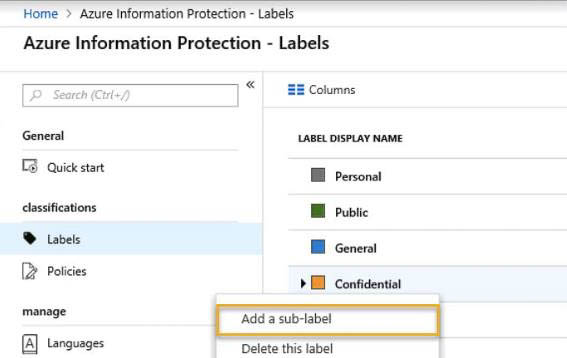 Home > Azure Information Protection - Labels
Azure Information Protection - Labels
Search (Ctrl+/)
«
General
Quick start
classifications
Labels
Policies
manage
Languages
Columns
LABEL DISPLAY NAME
Personal
Public
General
Confidential
Add a sub-label
Delete this label